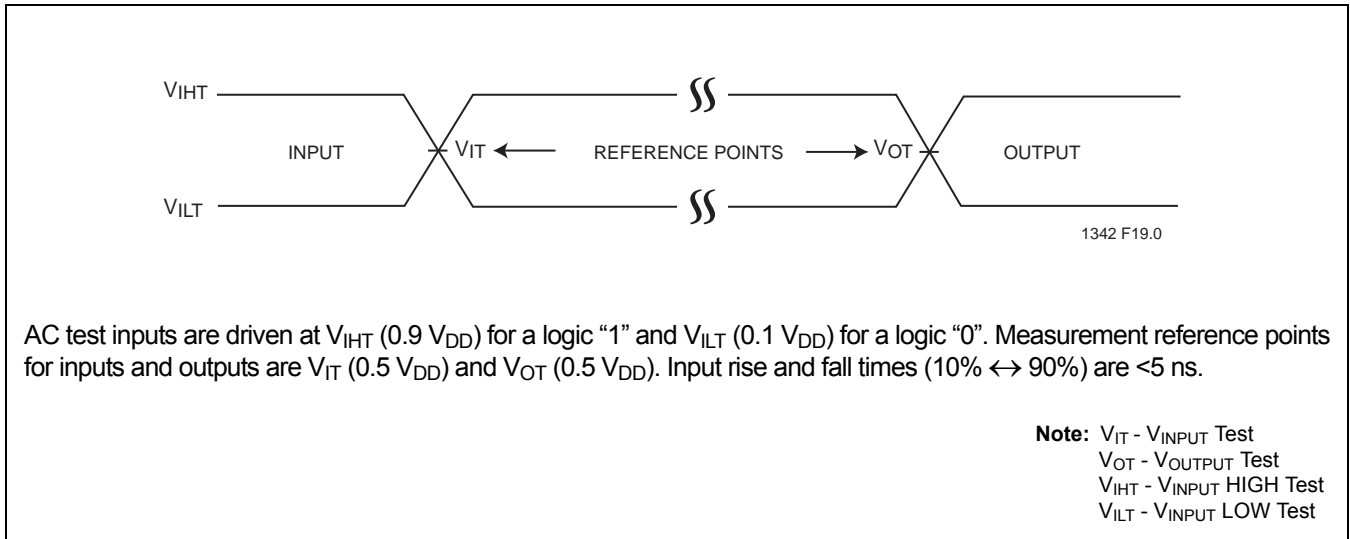 VIHT
INPUT VIT REFERENCE POINTS VOT OUTPUT
VILT
1342 F19.0
AC test inputs are driven at VIHT (0.9 VDD) for a logic “1” and VILT (0.1 VDD) for a logic “0”. Measurement reference points
for inputs and outputs are VIT (0.5 VDD) and VOT (0.5 VDD). Input rise and fall times (10% ↔ 90%) are <5 ns.
Note: VIT - VINPUT Test
VOT - VOUTPUT Test
VIHT - VINPUT HIGH Test
VILT - VINPUT LOW Test